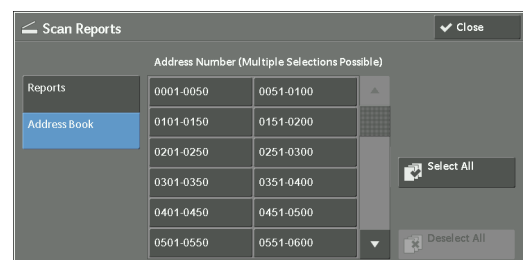 Scan Reports
Close
Address Number (Multiple Selections Possible)
Reports
Address Book
0001-0050 0051-0100
0101-0150 0151-0200
0201-0250 0251-0300
0301-0350 0351-0400
0401-0450 0451-0500
0501-0550 0551-0600
Select All
Deselect All